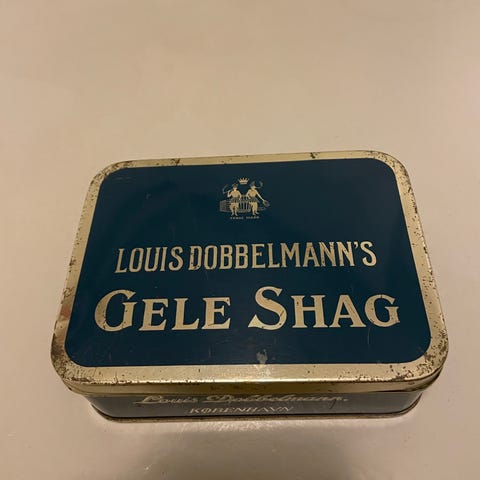 LOUIS DOBBELMANN'S
GELE SHAG
Louis Dobbelmann.
KØBENHAVN